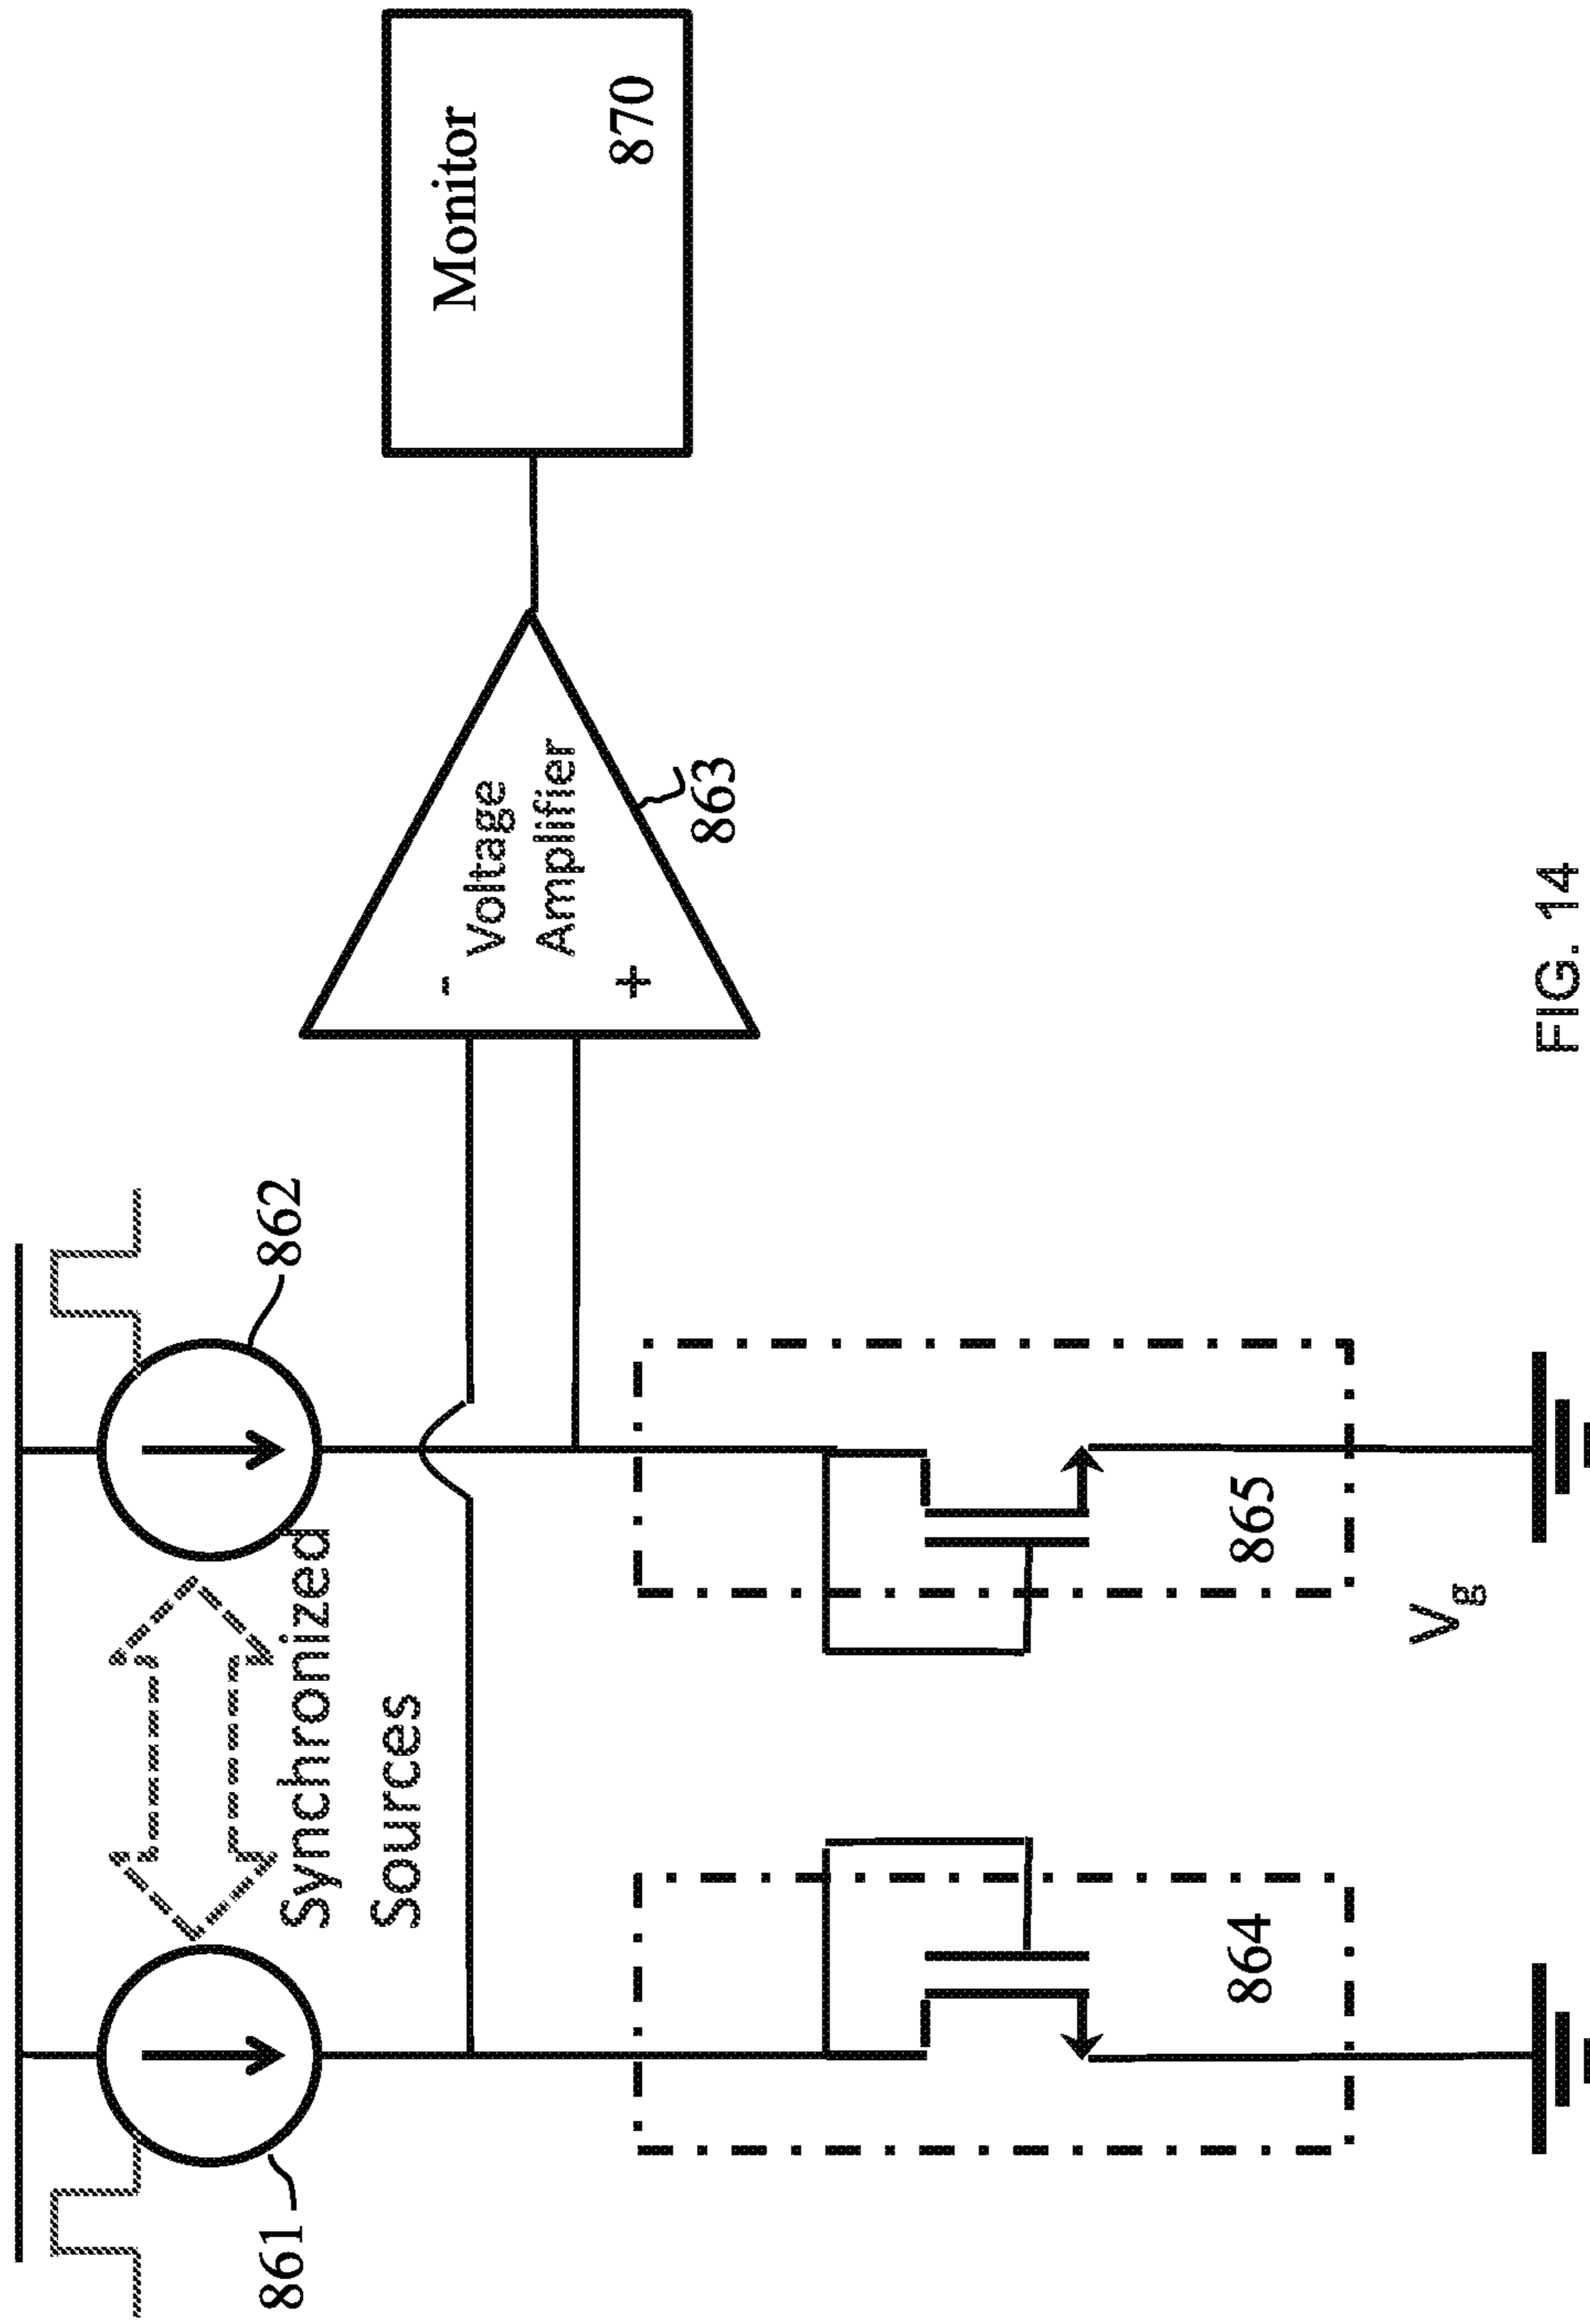 861
862
Synchronized
Sources
-
Voltage
Amplifier
+
863
Monitor
870
864
865
Vg
FIG. 14